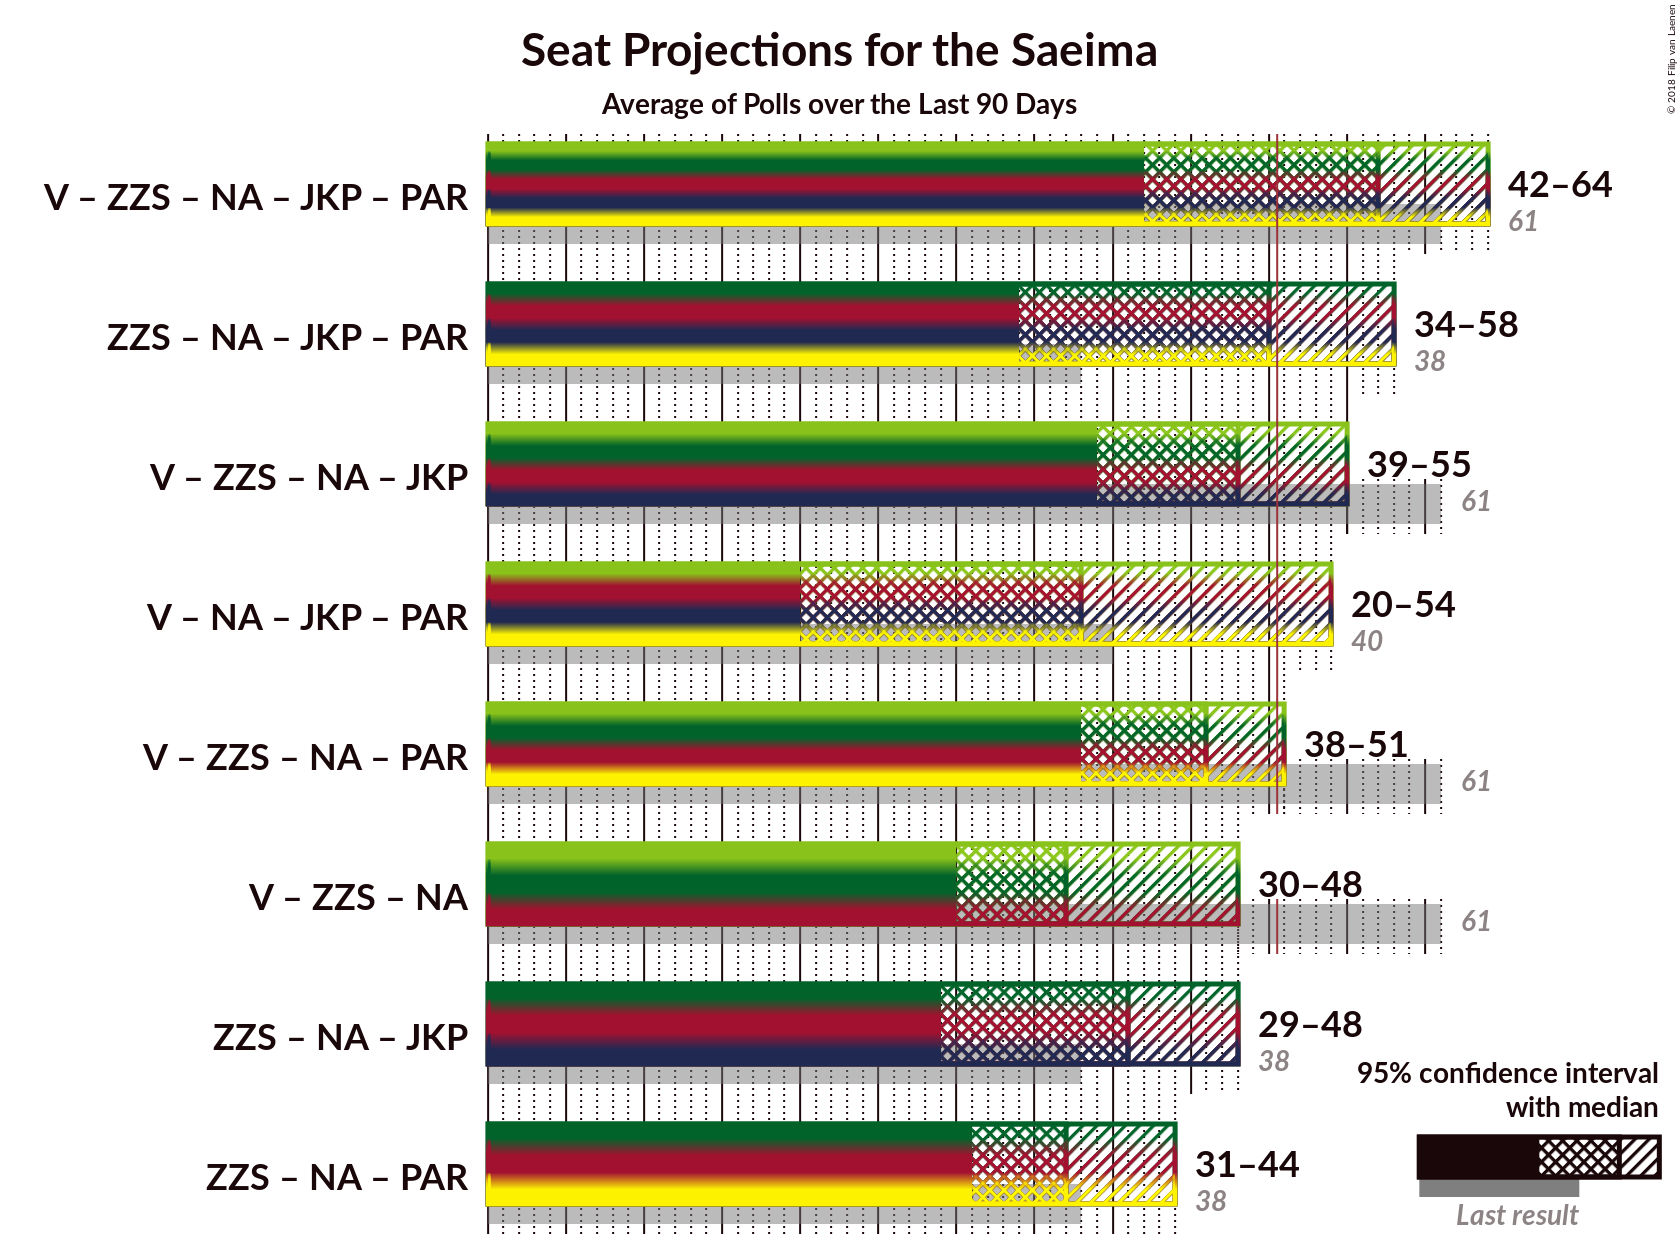 © 2018 Filip van Laenen
Seat Projections for the Saeima
Average of Polls over the Last 90 Days
V – ZZS – NA – JKP – PAR
42–64
61
ZZS – NA – JKP – PAR
34–58
38
V – ZZS – NA – JKP
39–55
61
V – NA – JKP – PAR
20–54
40
V – ZZS – NA – PAR
38–51
61
V – ZZS – NA
30–48
61
ZZS – NA – JKP
29–48
38
ZZS – NA – PAR
31–44
38
95% confidence interval
with median
Last result